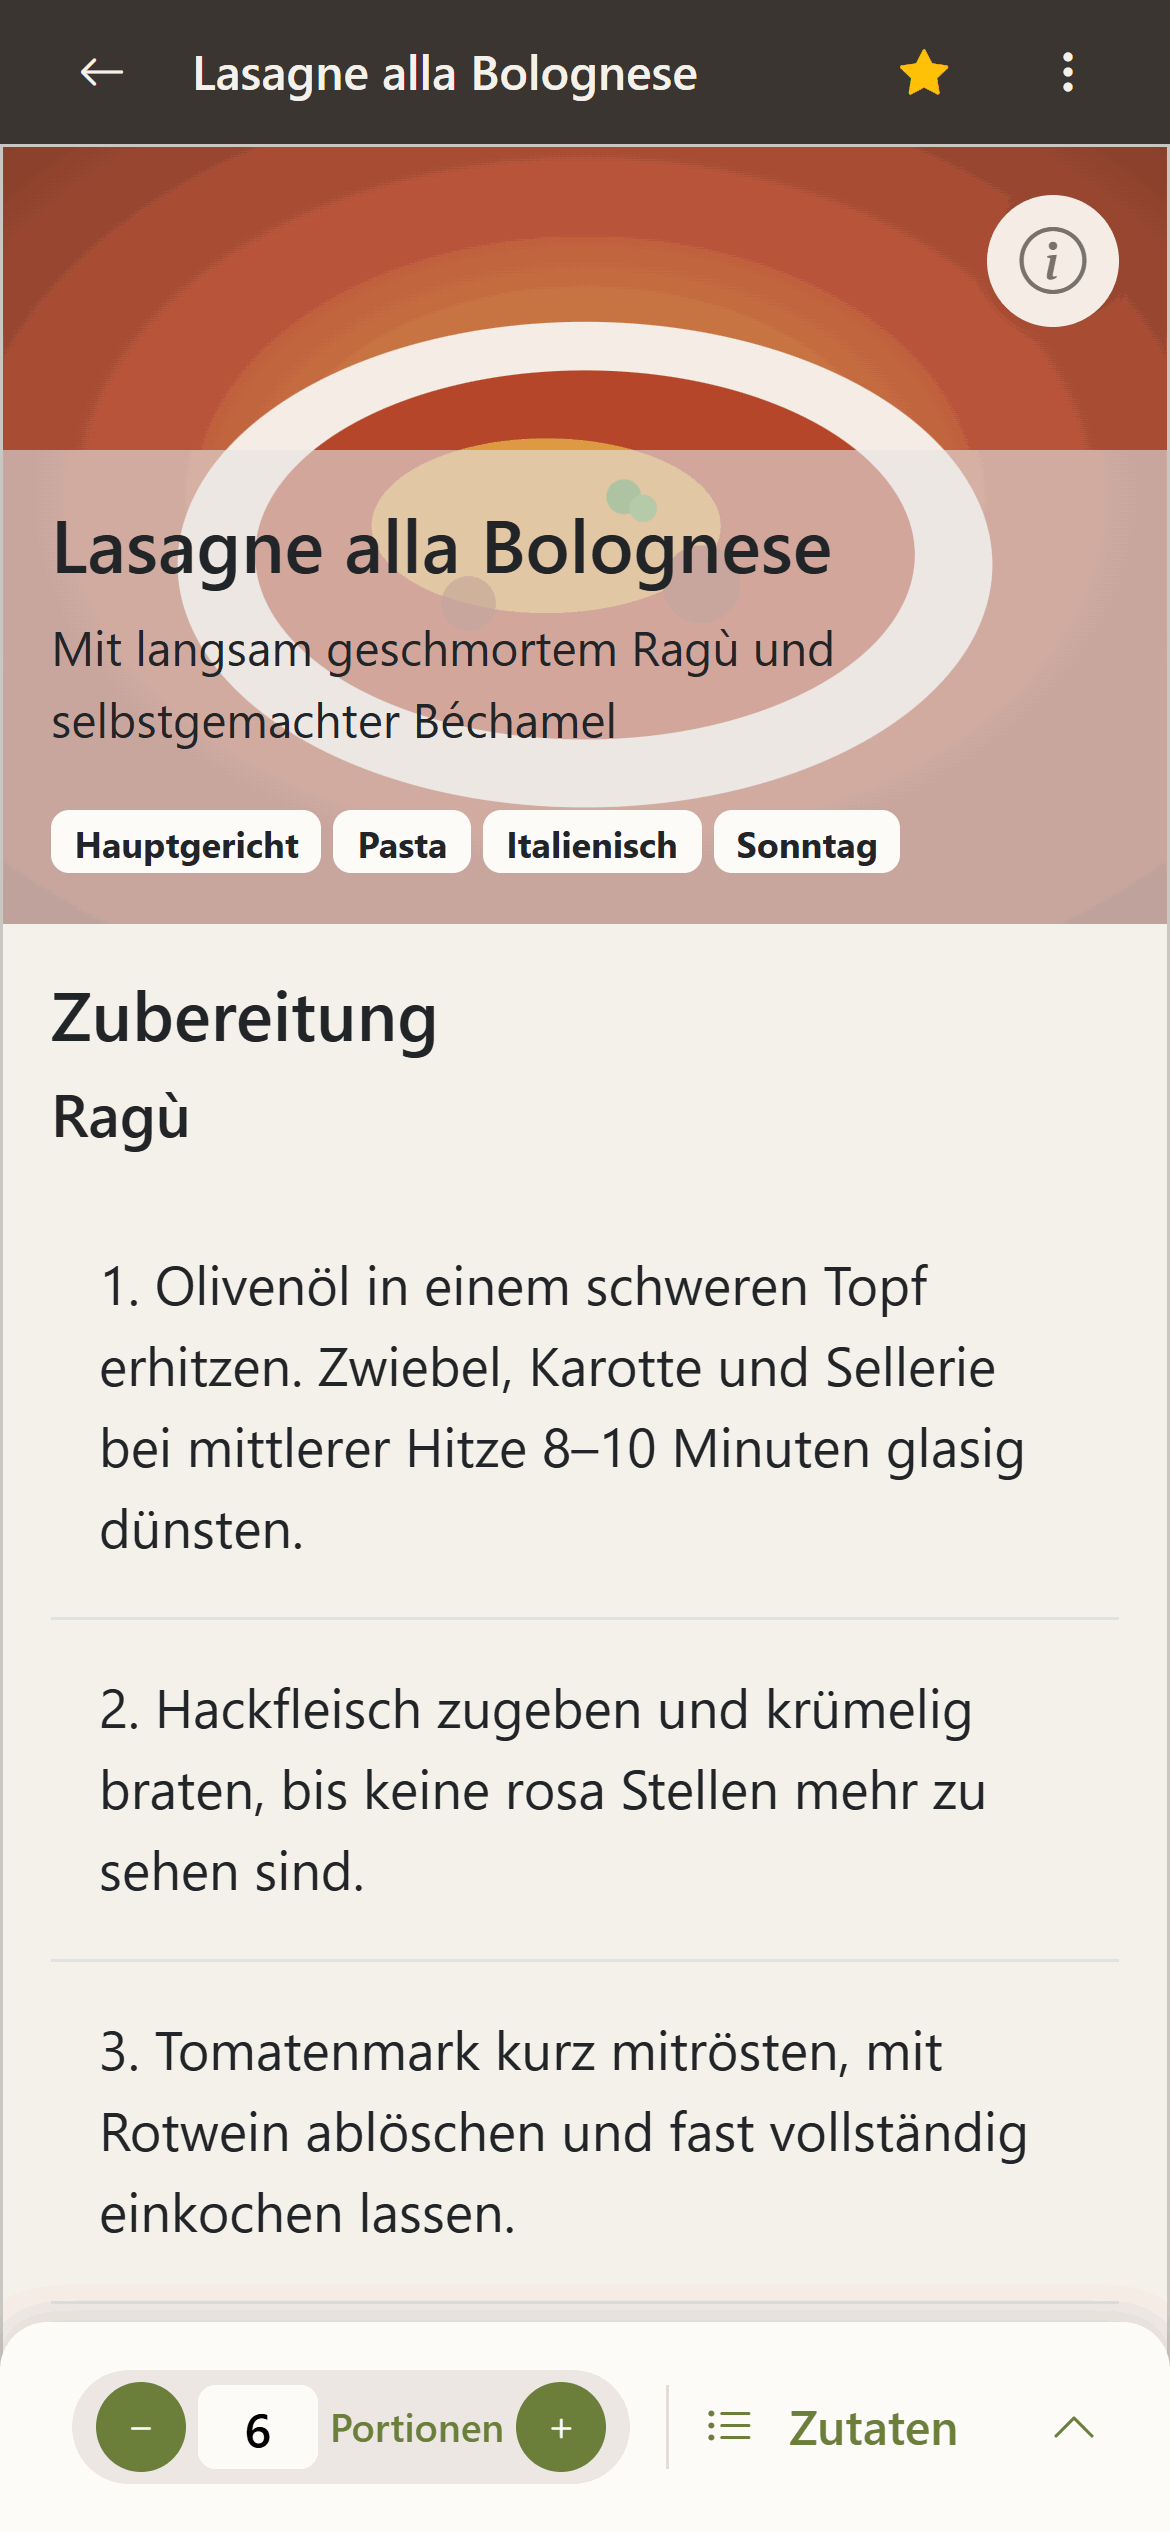 Lasagne alla Bolognese
i
Lasagne alla Bolognese
Mit langsam geschmortem Ragù und
selbstgemachter Béchamel
Hauptgericht Pasta Italienisch Sonntag
Zubereitung
Ragù
1. Olivenöl in einem schweren Topf
erhitzen. Zwiebel, Karotte und Sellerie
bei mittlerer Hitze 8–10 Minuten glasig
dünsten.
2. Hackfleisch zugeben und krümelig
braten, bis keine rosa Stellen mehr zu
sehen sind.
3. Tomatenmark kurz mitrösten, mit
Rotwein ablöschen und fast vollständig
einkochen lassen.
− 6 Portionen + Zutaten